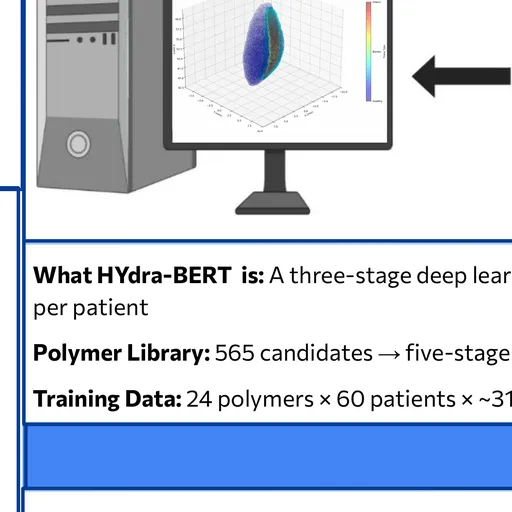 What HYdra-BERT is: A three-stage deep lear
per patient
Polymer Library: 565 candidates → five-stage
Training Data: 24 polymers × 60 patients × ~31